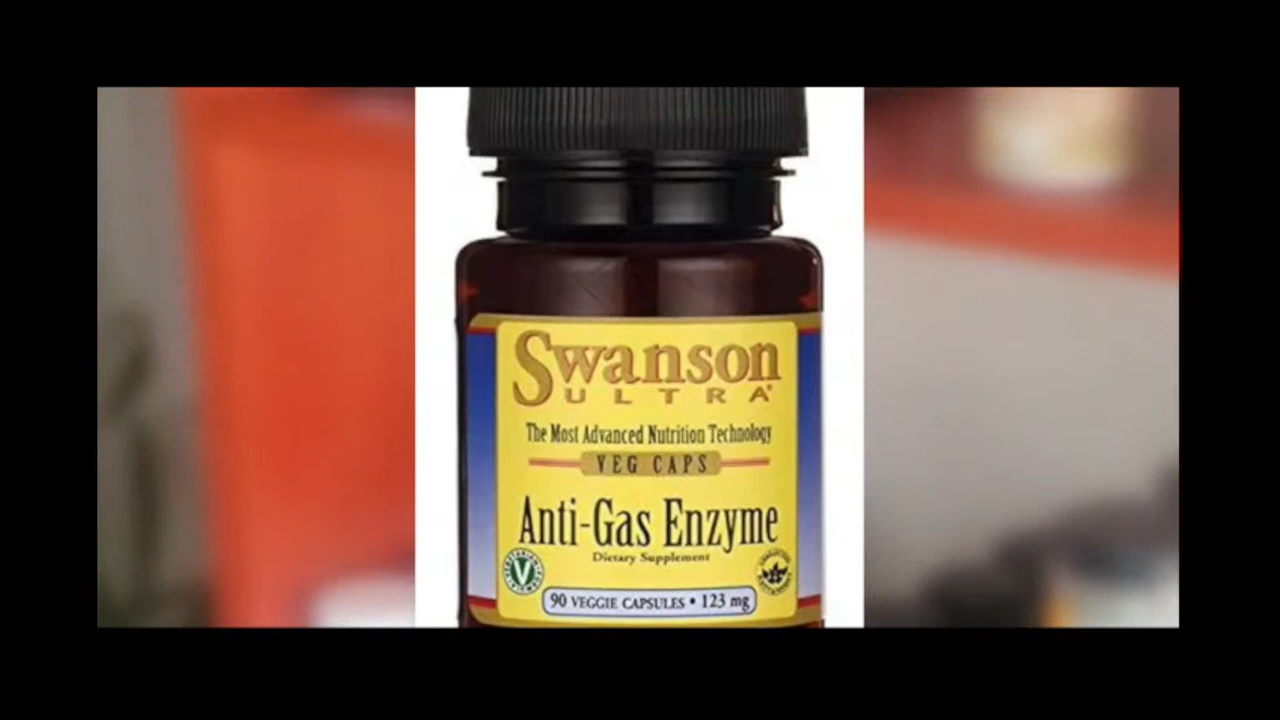 Swanson
ULTRA
The Most Advanced Nutrition Technology
VEG CAPS
Anti-Gas Enzyme
Dietary Supplement
V
90 VEGGIE CAPSULES • 123 mg